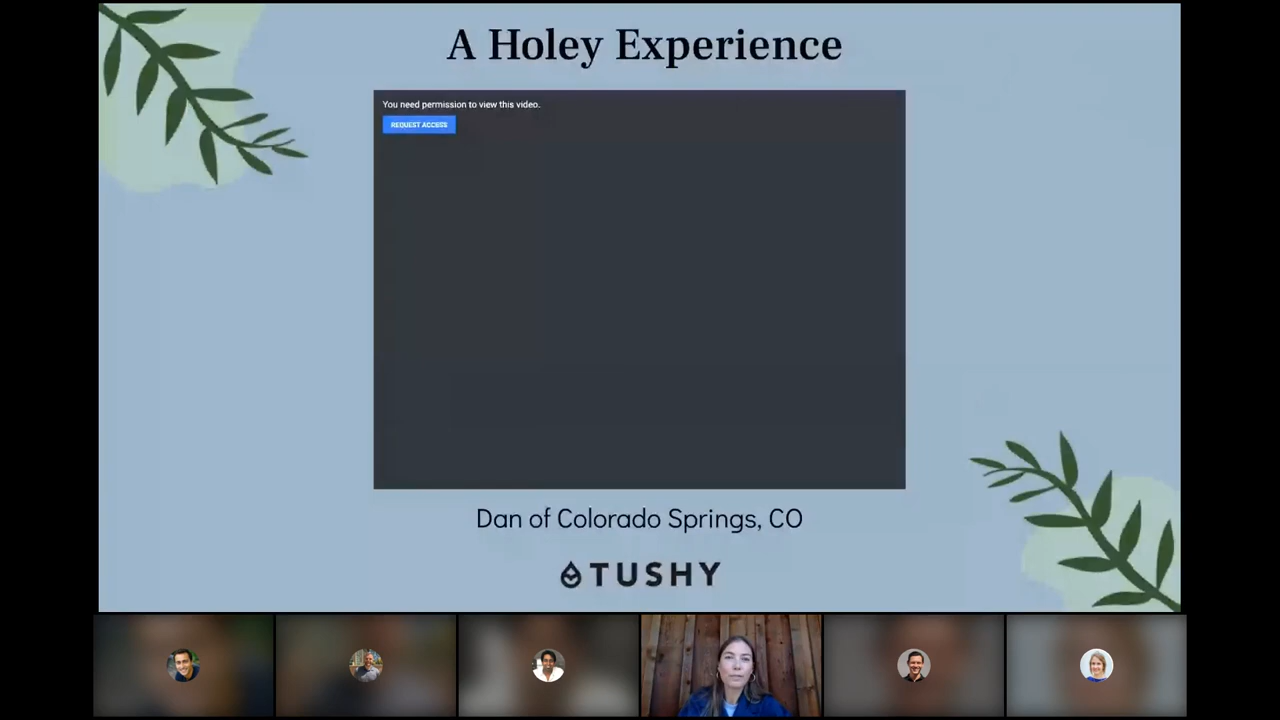 A Holey Experience
You need permission to view this video.
REQUEST ACCESS
Dan of Colorado Springs, CO
TUSHY